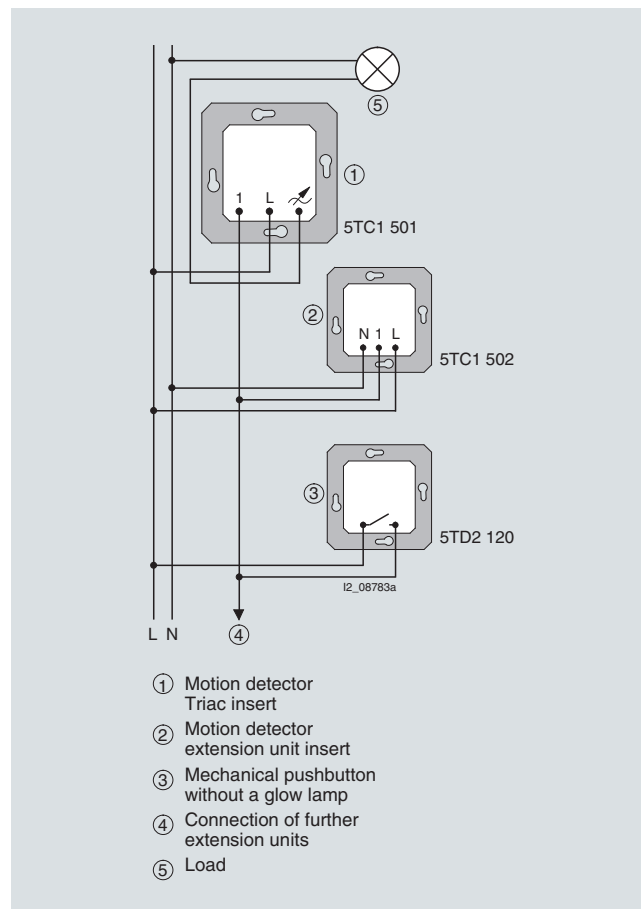 ⑤
①
1 L
5TC1 501
②
N 1 L
5TC1 502
③
5TD2 120
I2_08783a
L N
④
① Motion detector
Triac insert
② Motion detector
extension unit insert
③ Mechanical pushbutton
without a glow lamp
④ Connection of further
extension units
⑤ Load